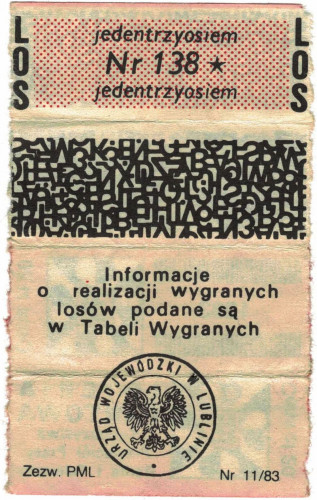 LOS
jedentrzyosiem
Nr 138 ★
jedentrzyosiem
LOS
Informacje
o realizacji wygranych
losów podane są
w Tabeli Wygranych
URZĄD WOJEWÓDZKI W LUBLINIE
Zezw. PML
Nr 11/83